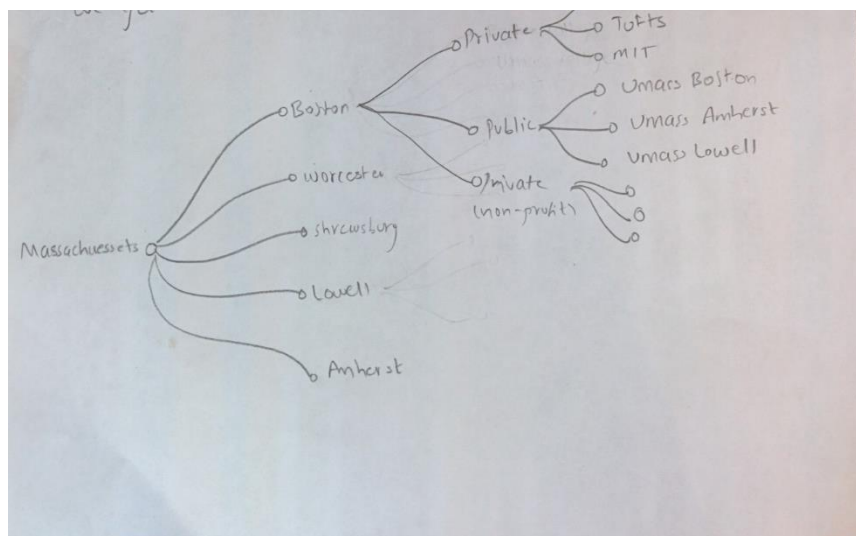 Private
Tufts
MIT
Boston
Public
Umass Boston
Umass Amherst
Umass Lowell
Worcester
Private
(non-profit)
shrewsbury
Massachuessets
Lowell
Amherst